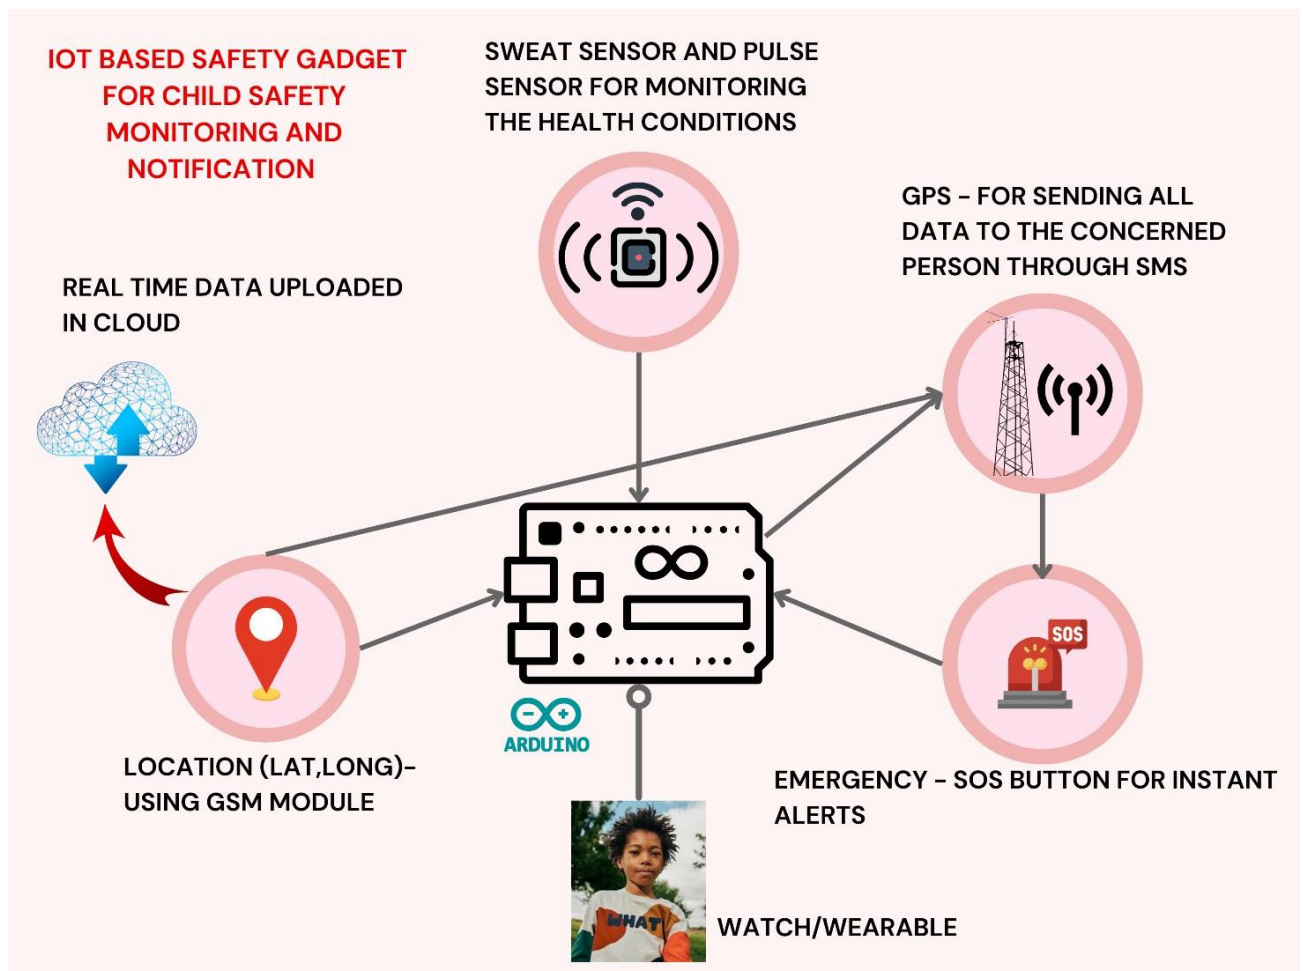 IOT BASED SAFETY GADGET
FOR CHILD SAFETY
MONITORING AND
NOTIFICATION
SWEAT SENSOR AND PULSE
SENSOR FOR MONITORING
THE HEALTH CONDITIONS
GPS – FOR SENDING ALL
DATA TO THE CONCERNED
PERSON THROUGH SMS
REAL TIME DATA UPLOADED
IN CLOUD
SOS
ARDUINO
LOCATION (LAT,LONG)–
USING GSM MODULE
EMERGENCY – SOS BUTTON FOR INSTANT
ALERTS
WHAT
WATCH/WEARABLE